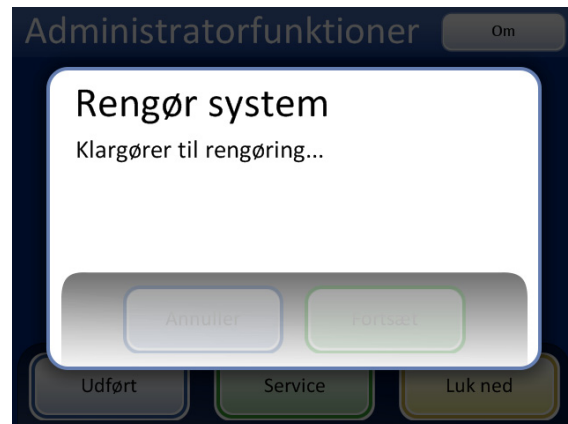 Administratorfunktioner
Om
Rengør system
Klargører til rengøring...
Annuller
Fortsæt
Udført
Service
Luk ned